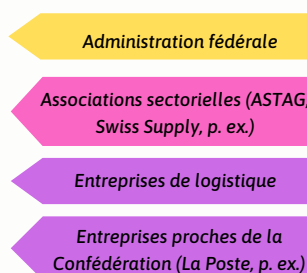 Administration fédérale
Associations sectorielles (ASTAG,
Swiss Supply, p. ex.)
Entreprises de logistique
Entreprises proches de la
Confédération (La Poste, p. ex.)